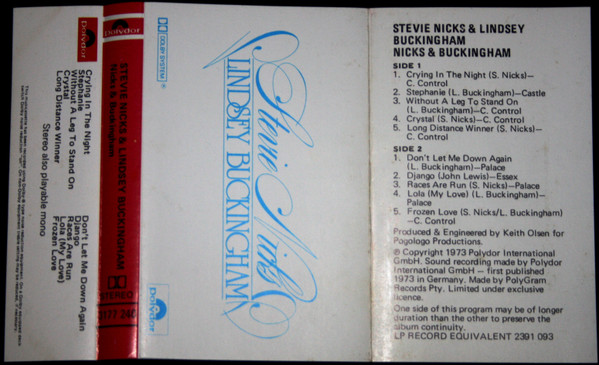 Polydor
Crying In The Night
Stephanie
Without A Leg To Stand On
Crystal
Long Distance Winner
Don't Let Me Down Again
Django
Races Are Run
Lola (My Love)
Frozen Love
Stereo also playable mono
Polydor
STEVIE NICKS & LINDSEY BUCKINGHAM
Nicks & Buckingham
STEREO
3177 240
DOLBY SYSTEM
Stevie Nicks
LINDSEY BUCKINGHAM
Polydor
STEVIE NICKS & LINDSEY
BUCKINGHAM
NICKS & BUCKINGHAM
SIDE 1
1. Crying In The Night (S. Nicks)—
C. Control
2. Stephanie (L. Buckingham)—Castle
3. Without A Leg To Stand On
(L. Buckingham)—C. Control
4. Crystal (S. Nicks)—C. Control
5. Long Distance Winner (S. Nicks)—
C. Control
SIDE 2
1. Don't Let Me Down Again
(L. Buckingham)—Palace
2. Django (John Lewis)—Essex
3. Races Are Run (S. Nicks)—Palace
4. Lola (My Love) (L. Buckingham)—
Palace
5. Frozen Love (S. Nicks/L. Buckingham)
—C. Control
Produced & Engineered by Keith Olsen for
Pogologo Productions.
℗ Copyright 1973 Polydor International
GmbH. Sound recording made by Polydor
International GmbH — first published
1973 in Germany. Made by PolyGram
Records Pty. Limited under exclusive
licence.
One side of this program may be of longer
duration than the other to preserve the
album continuity.
LP RECORD EQUIVALENT 2391 093